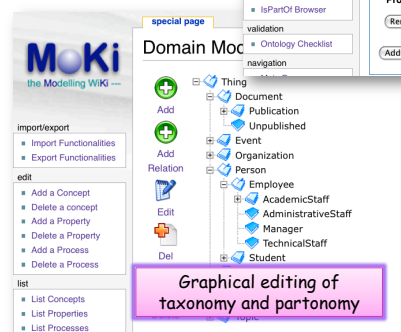 IsPartOf Browser
validation
Ontology Checklist
navigation
special page
MoKi
the Modelling WiKi ---
import/export
Import Functionalities
Export Functionalities
edit
Add a Concept
Delete a concept
Add a Property
Delete a Property
Add a Process
Delete a Process
list
List Concepts
List Properties
List Processes
Add
Add
Relation
Edit
Del
Thing
Document
Publication
Unpublished
Event
Organization
Person
Employee
AcademicStaff
AdministrativeStaff
Manager
TechnicalStaff
Student
Graphical editing of
taxonomy and partonomy
Topic
Add